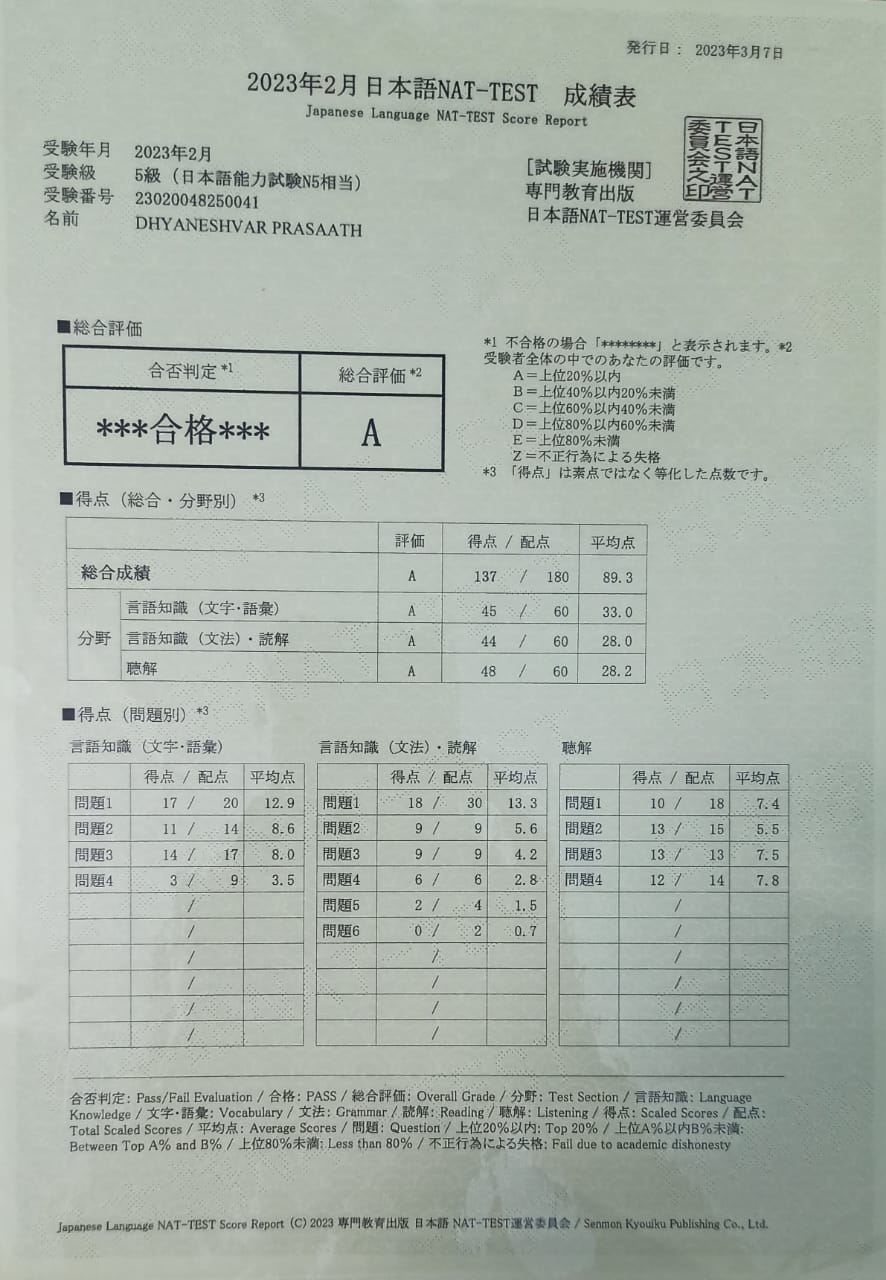 発行日： 2023年3月7日
2023年2月 日本語NAT-TEST 成績表
Japanese Language NAT-TEST Score Report
受験年月 2023年2月
受験級 5級（日本語能力試験N5相当）
受験番号 23020048250041
名前 DHYANESHVAR PRASAATH
[試験実施機関]
専門教育出版
日本語NAT-TEST運営委員会
日本語NAT
TEST運営
委員会之印
■総合評価
合否判定*1 総合評価*2
***合格*** A
*1 不合格の場合「********」と表示されます。*2
受験者全体の中でのあなたの評価です。
A＝上位20%以内
B＝上位40%以内20%未満
C＝上位60%以内40%未満
D＝上位80%以内60%未満
E＝上位80%未満
Z＝不正行為による失格
*3 「得点」は素点ではなく等化した点数です。
■得点（総合・分野別） *3
評価 得点 / 配点 平均点
総合成績 A 137 / 180 89.3
分野
言語知識（文字・語彙） A 45 / 60 33.0
言語知識（文法）・読解 A 44 / 60 28.0
聴解 A 48 / 60 28.2
■得点（問題別）*3
言語知識（文字・語彙）
得点 / 配点 平均点
問題1 17 / 20 12.9
問題2 11 / 14 8.6
問題3 14 / 17 8.0
問題4 3 / 9 3.5
/
/
/
/
/
/
言語知識（文法）・読解
得点 / 配点 平均点
問題1 18 / 30 13.3
問題2 9 / 9 5.6
問題3 9 / 9 4.2
問題4 6 / 6 2.8
問題5 2 / 4 1.5
問題6 0 / 2 0.7
/
/
/
/
聴解
得点 / 配点 平均点
問題1 10 / 18 7.4
問題2 13 / 15 5.5
問題3 13 / 13 7.5
問題4 12 / 14 7.8
/
/
/
/
/
/
合否判定: Pass/Fail Evaluation / 合格: PASS / 総合評価: Overall Grade / 分野: Test Section / 言語知識: Language
Knowledge / 文字・語彙: Vocabulary / 文法: Grammar / 読解: Reading / 聴解: Listening / 得点: Scaled Scores / 配点:
Total Scaled Scores / 平均点: Average Scores / 問題: Question / 上位20%以内: Top 20% / 上位A%以内B%未満:
Between Top A% and B% / 上位80%未満: Less than 80% / 不正行為による失格: Fail due to academic dishonesty
Japanese Language NAT-TEST Score Report (C) 2023 専門教育出版 日本語 NAT-TEST運営委員会 / Senmon Kyouiku Publishing Co., Ltd.